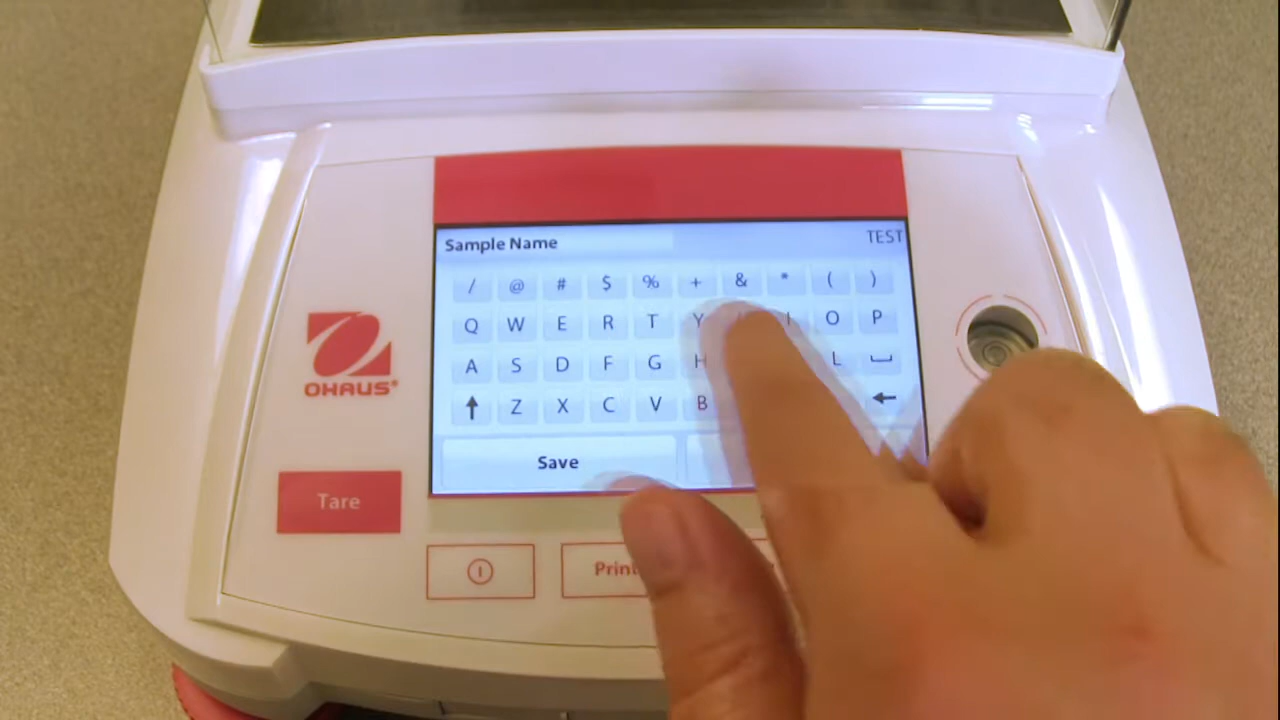 Sample Name TEST
/ @ # $ % + & * ( )
Q W E R T Y I O P
A S D F G H L
Z X C V B
Save
OHAUS®
Tare
Print